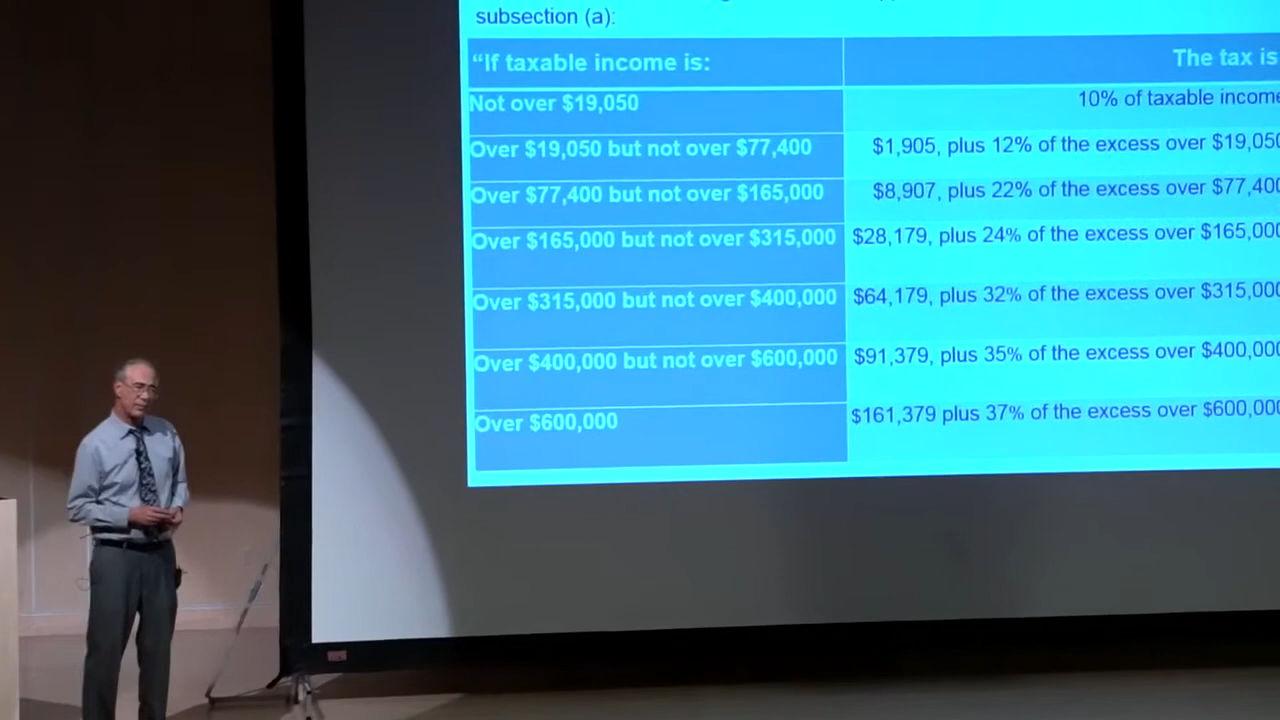 subsection (a):
“If taxable income is: The tax is
Not over $19,050 10% of taxable income
Over $19,050 but not over $77,400 $1,905, plus 12% of the excess over $19,050
Over $77,400 but not over $165,000 $8,907, plus 22% of the excess over $77,400
Over $165,000 but not over $315,000 $28,179, plus 24% of the excess over $165,000
Over $315,000 but not over $400,000 $64,179, plus 32% of the excess over $315,000
Over $400,000 but not over $600,000 $91,379, plus 35% of the excess over $400,000
Over $600,000 $161,379 plus 37% of the excess over $600,000